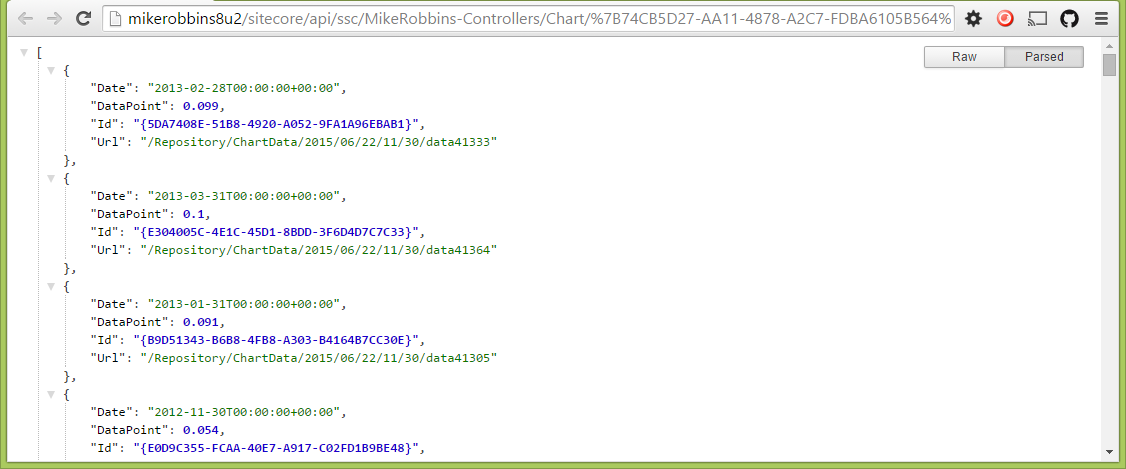 mikerobbins8u2/sitecore/api/ssc/MikeRobbins-Controllers/Chart/%7B74CB5D27-AA11-4878-A2C7-FDBA6105B564%
Raw Parsed
[
{
"Date": "2013-02-28T00:00:00+00:00",
"DataPoint": 0.099,
"Id": "{5DA7408E-51B8-4920-A052-9FA1A96EBAB1}",
"Url": "/Repository/ChartData/2015/06/22/11/30/data41333"
},
{
"Date": "2013-03-31T00:00:00+00:00",
"DataPoint": 0.1,
"Id": "{E304005C-4E1C-45D1-8BDD-3F6D4D7C7C33}",
"Url": "/Repository/ChartData/2015/06/22/11/30/data41364"
},
{
"Date": "2013-01-31T00:00:00+00:00",
"DataPoint": 0.091,
"Id": "{B9D51343-B6B8-4FB8-A303-B4164B7CC30E}",
"Url": "/Repository/ChartData/2015/06/22/11/30/data41305"
},
{
"Date": "2012-11-30T00:00:00+00:00",
"DataPoint": 0.054,
"Id": "{E0D9C355-FCAA-40E7-A917-C02FD1B9BE48}",